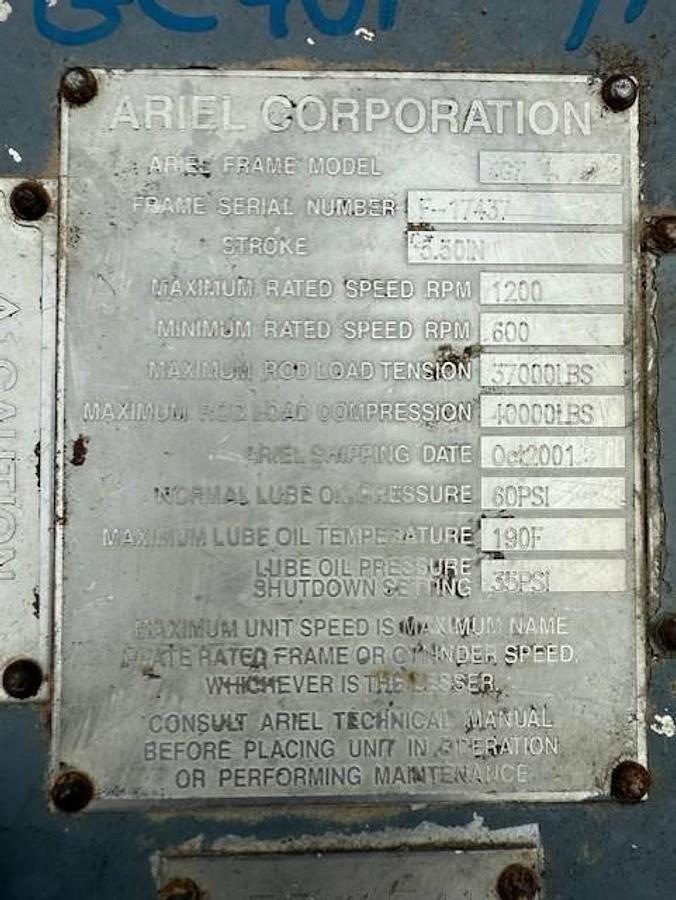 ARIEL CORPORATION
ARIEL FRAME MODEL
FRAME SERIAL NUMBER F-17437
STROKE 5.50IN
MAXIMUM RATED SPEED RPM 1200
MINIMUM RATED SPEED RPM 600
MAXIMUM ROD LOAD TENSION 37000LBS
MAXIMUM ROD LOAD COMPRESSION 40000LBS
ARIEL SHIPPING DATE Oct2001
NORMAL LUBE OIL PRESSURE 60PSI
MAXIMUM LUBE OIL TEMPERATURE 190F
LUBE OIL PRESSURE
SHUTDOWN SETTING 35PSI
MAXIMUM UNIT SPEED IS MAXIMUM NAME
PLATE RATED FRAME OR CYLINDER SPEED,
WHICHEVER IS THE LESSER.
CONSULT ARIEL TECHNICAL MANUAL
BEFORE PLACING UNIT IN OPERATION
OR PERFORMING MAINTENANCE
CAUTION